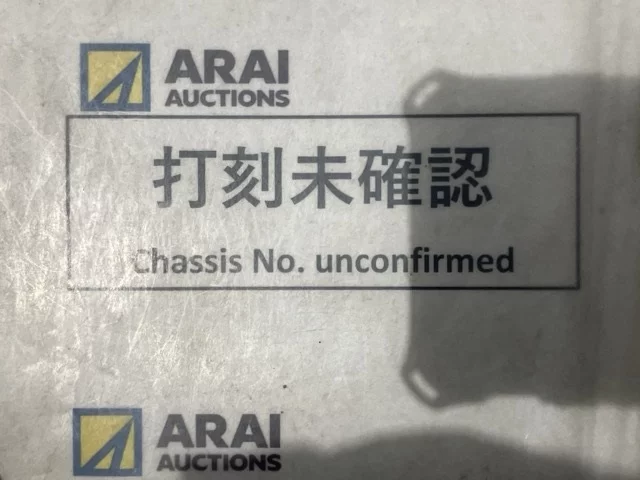 ARAI
AUCTIONS
打刻未確認
Chassis No. unconfirmed
ARAI
AUCTIONS